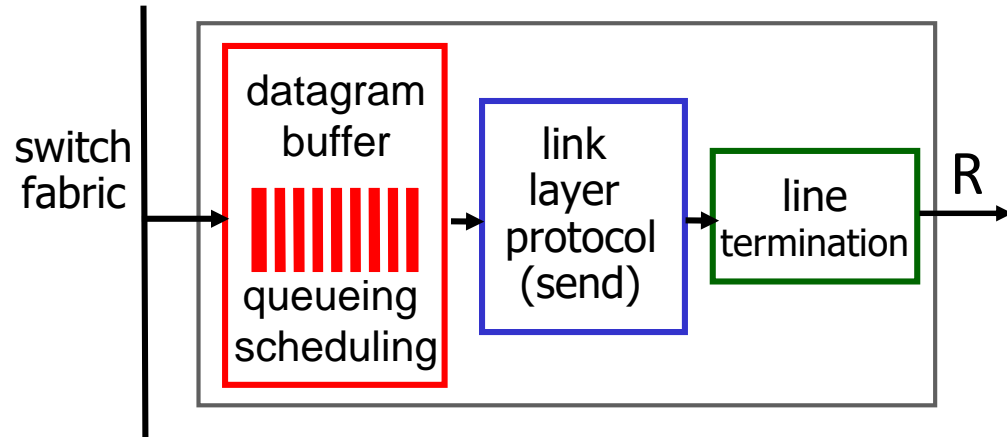 switch
fabric
datagram
buffer
queueing
scheduling
link
layer
protocol
(send)
line
termination
R